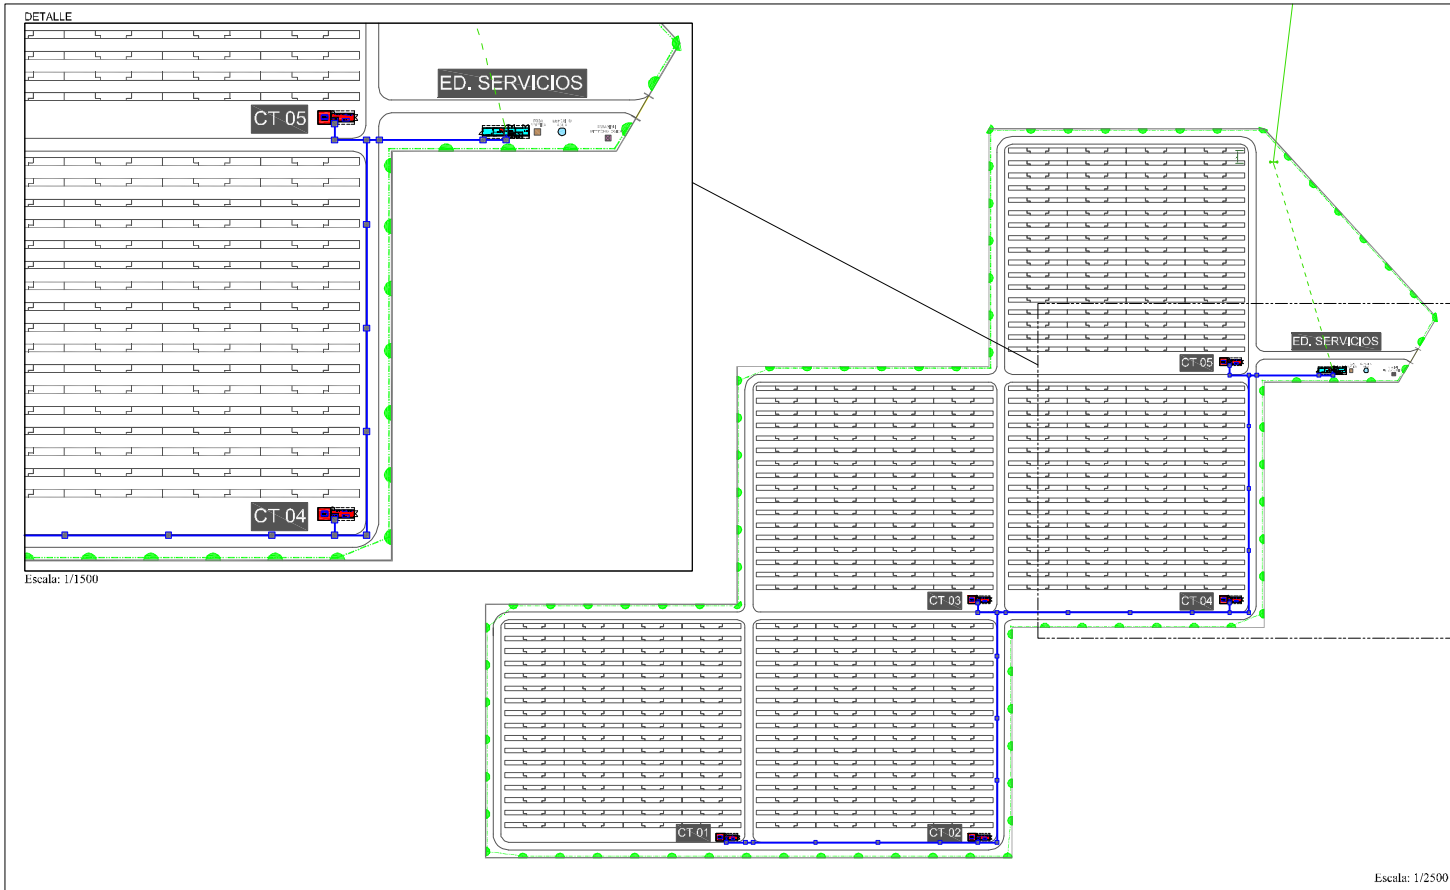 DETALLE
ED. SERVICIOS
CT 05
CT 04
Escala: 1/1500
ED. SERVICIOS
CT 05
CT 03
CT 04
CT 01
CT 02
Escala: 1/2500